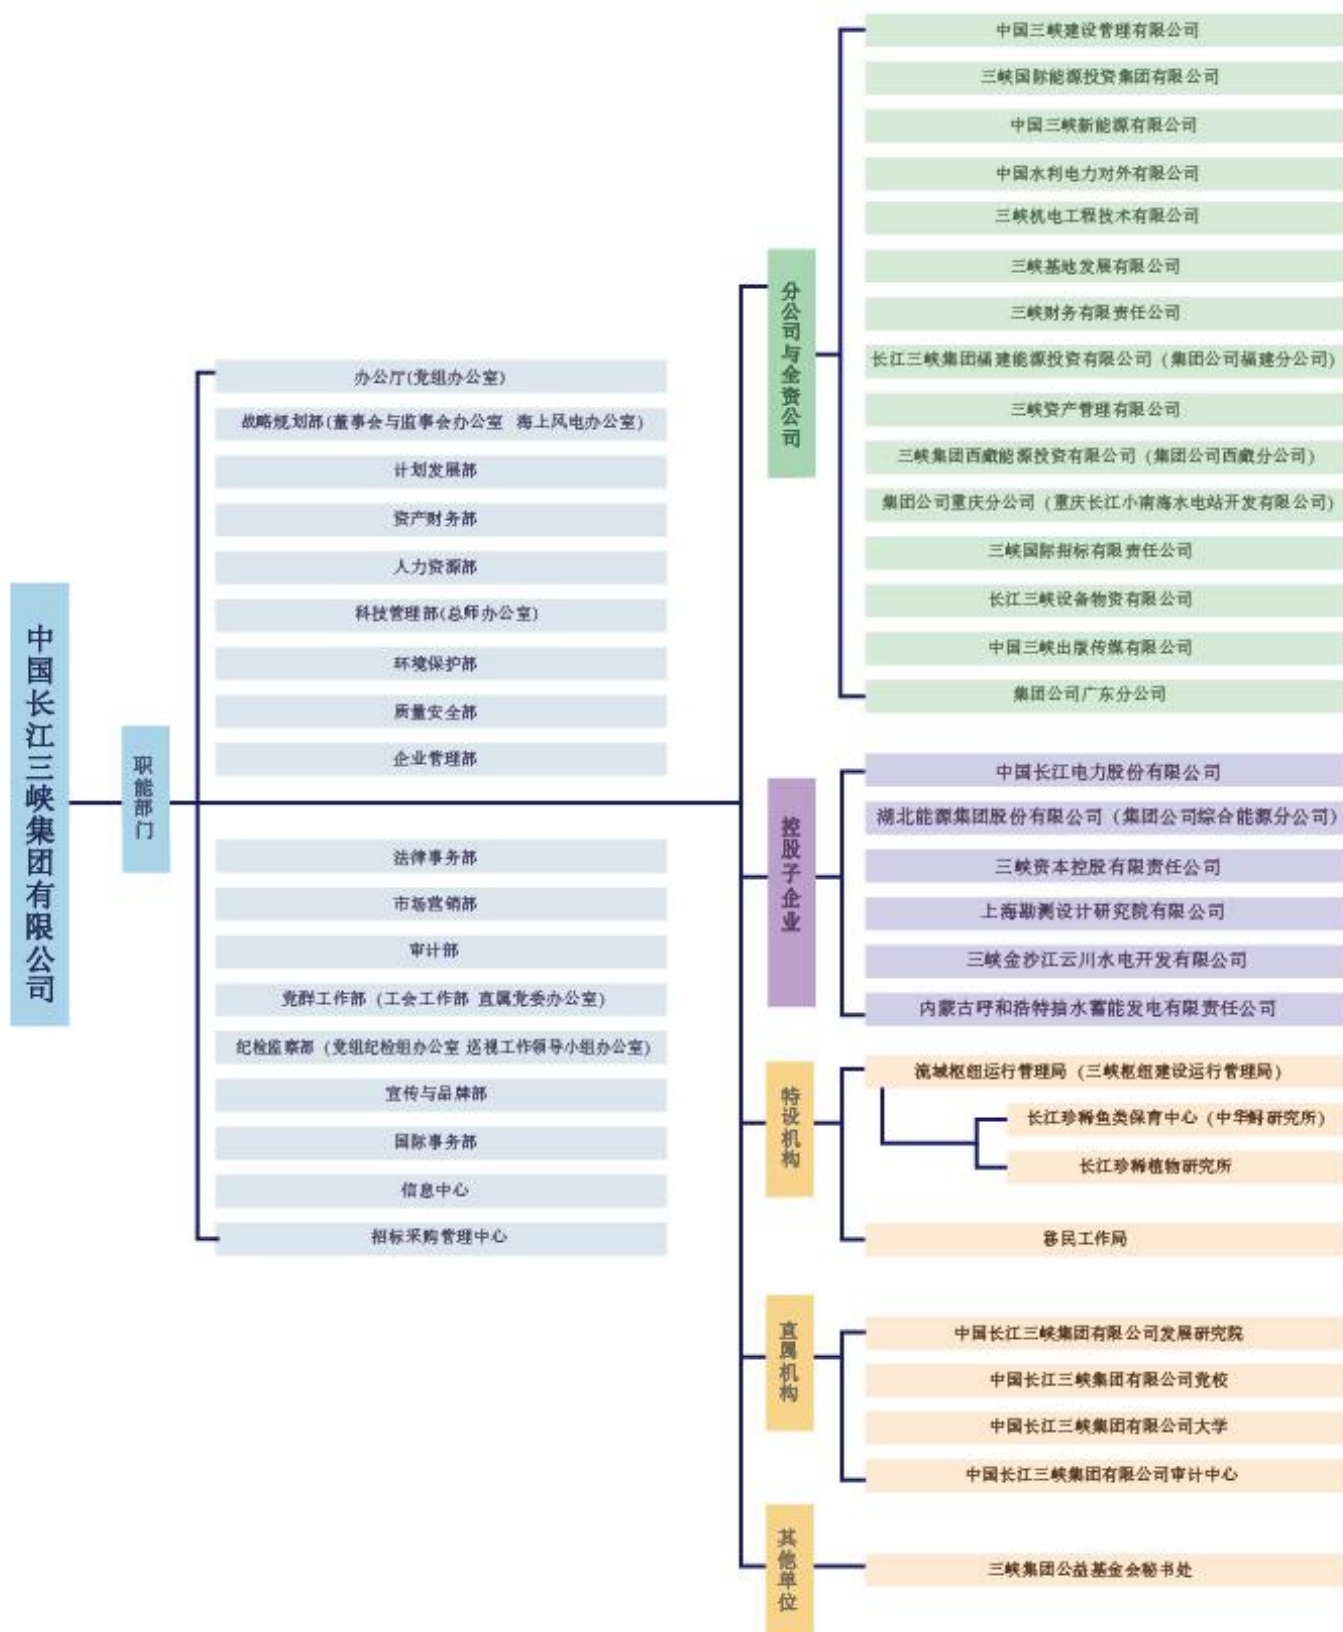 中国长江三峡集团有限公司
职能部门
办公厅(党组办公室)
战略规划部(董事会与监事会办公室 海上风电办公室)
计划发展部
资产财务部
人力资源部
科技管理部(总师办公室)
环境保护部
质量安全部
企业管理部
法律事务部
市场营销部
审计部
党群工作部（工会工作部 直属党委办公室）
纪检监察部（党组纪检组办公室 巡视工作领导小组办公室）
宣传与品牌部
国际事务部
信息中心
招标采购管理中心
分公司与全资公司
中国三峡建设管理有限公司
三峡国际能源投资集团有限公司
中国三峡新能源有限公司
中国水利电力对外有限公司
三峡机电工程技术有限公司
三峡基地发展有限公司
三峡财务有限责任公司
长江三峡集团福建能源投资有限公司（集团公司福建分公司）
三峡资产管理有限公司
三峡集团西藏能源投资有限公司（集团公司西藏分公司）
集团公司重庆分公司（重庆长江小南海水电站开发有限公司）
三峡国际招标有限责任公司
长江三峡设备物资有限公司
中国三峡出版传媒有限公司
集团公司广东分公司
控股子企业
中国长江电力股份有限公司
湖北能源集团股份有限公司（集团公司综合能源分公司）
三峡资本控股有限责任公司
上海勘测设计研究院有限公司
三峡金沙江云川水电开发有限公司
内蒙古呼和浩特抽水蓄能发电有限责任公司
特设机构
流域枢纽运行管理局（三峡枢纽建设运行管理局）
长江珍稀鱼类保育中心（中华鲟研究所）
长江珍稀植物研究所
移民工作局
直属机构
中国长江三峡集团有限公司发展研究院
中国长江三峡集团有限公司党校
中国长江三峡集团有限公司大学
中国长江三峡集团有限公司审计中心
其他单位
三峡集团公益基金会秘书处